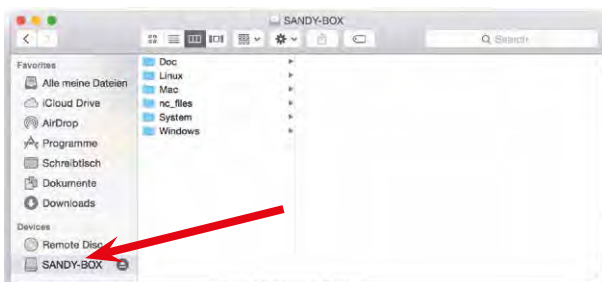 SANDY-BOX
Search
Favorites
Alle meine Dateien
iCloud Drive
AirDrop
Programme
Schreibtisch
Dokumente
Downloads
Devices
Remote Disc
SANDY-BOX
Doc
Linux
Mac
nc_files
System
Windows